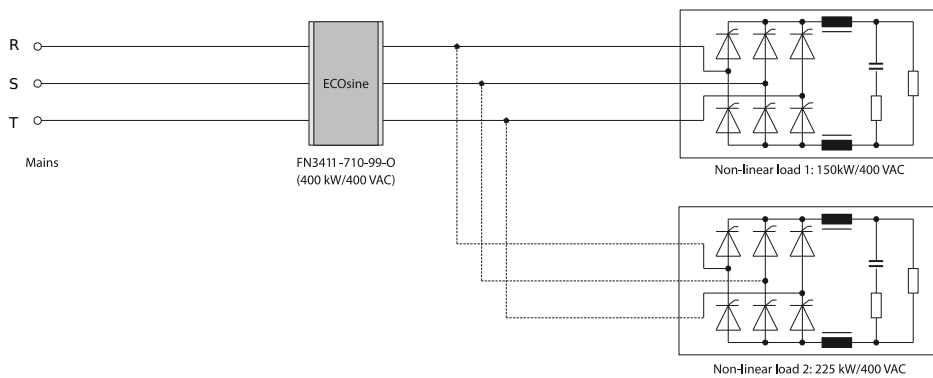 R
S
T
Mains
ECOsine
FN3411-710-99-O
(400 kW/400 VAC)
Non-linear load 1: 150kW/400 VAC
Non-linear load 2: 225 kW/400 VAC